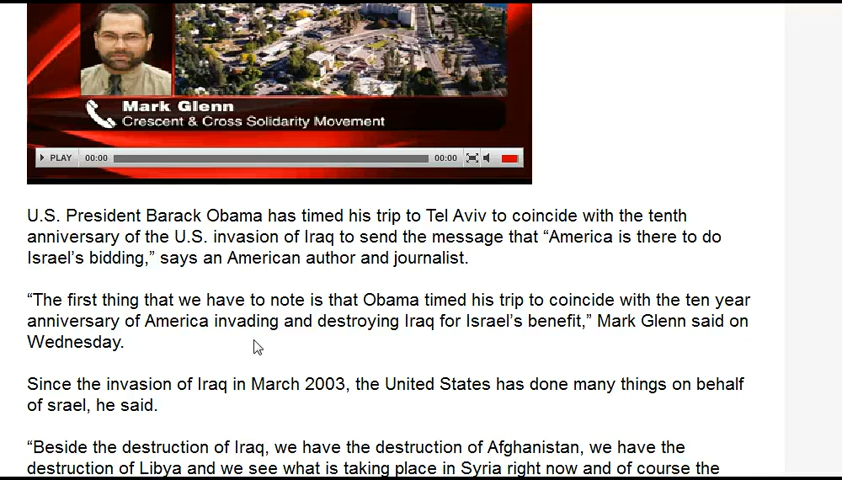 Mark Glenn
Crescent & Cross Solidarity Movement
PLAY 00:00 00:00
U.S. President Barack Obama has timed his trip to Tel Aviv to coincide with the tenth
anniversary of the U.S. invasion of Iraq to send the message that “America is there to do
Israel’s bidding,” says an American author and journalist.
“The first thing that we have to note is that Obama timed his trip to coincide with the ten year
anniversary of America invading and destroying Iraq for Israel’s benefit,” Mark Glenn said on
Wednesday.
Since the invasion of Iraq in March 2003, the United States has done many things on behalf
of srael, he said.
“Beside the destruction of Iraq, we have the destruction of Afghanistan, we have the
destruction of Libya and we see what is taking place in Syria right now and of course the